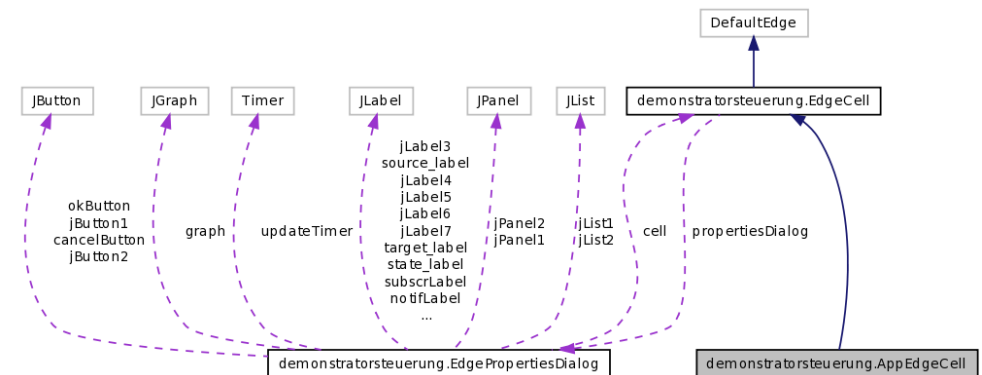 DefaultEdge
JButton
JGraph
Timer
JLabel
JPanel
JList
demonstratorsteuerung.EdgeCell
okButton
jButton1
cancelButton
jButton2
graph
updateTimer
jLabel3
source_label
jLabel4
jLabel5
jLabel6
jLabel7
target_label
state_label
subscrLabel
notifLabel
...
jPanel2
jPanel1
jList1
jList2
cell
propertiesDialog
demonstratorsteuerung.EdgePropertiesDialog
demonstratorsteuerung.AppEdgeCell